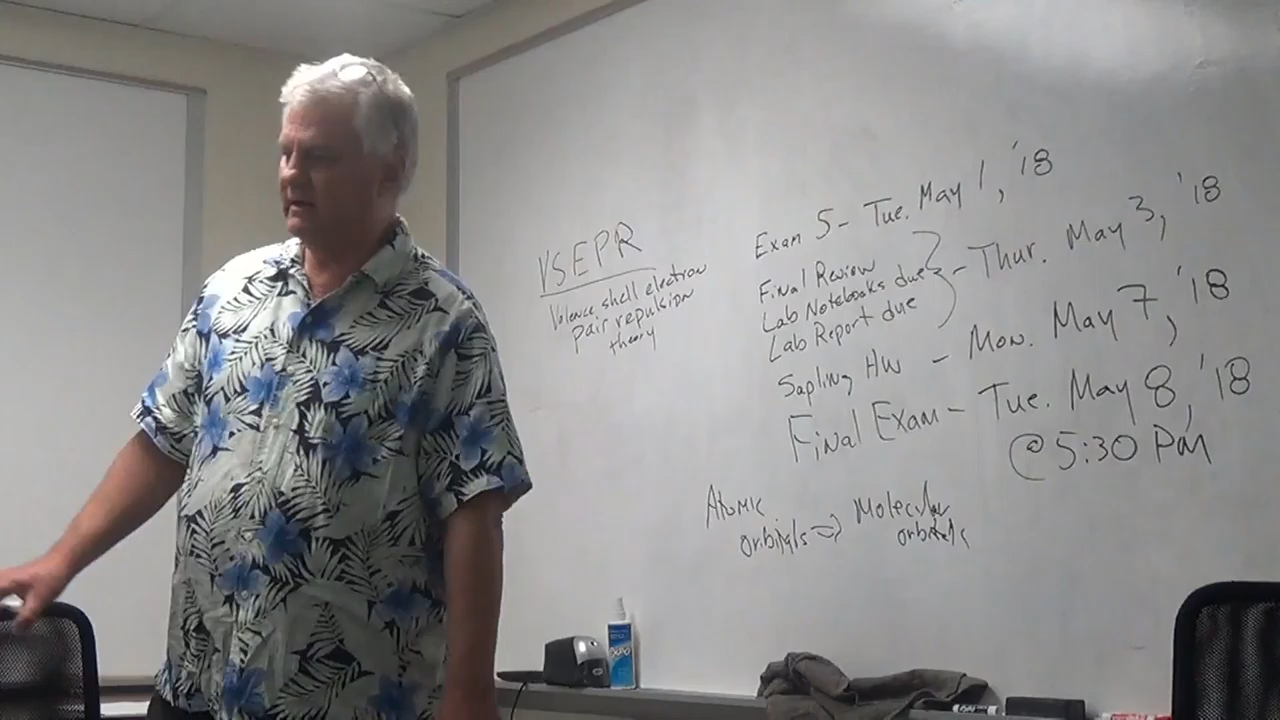 VSEPR
Valence shell electron
pair repulsion
theory
Exam 5 - Tue. May 1, '18
Final Review
Lab Notebooks due
Lab Report due
- Thur. May 3, '18
Sapling HW - Mon. May 7, '18
Final Exam - Tue. May 8, '18
@ 5:30 PM
Atomic
orbitals => Molecular
orbitals
EXPO